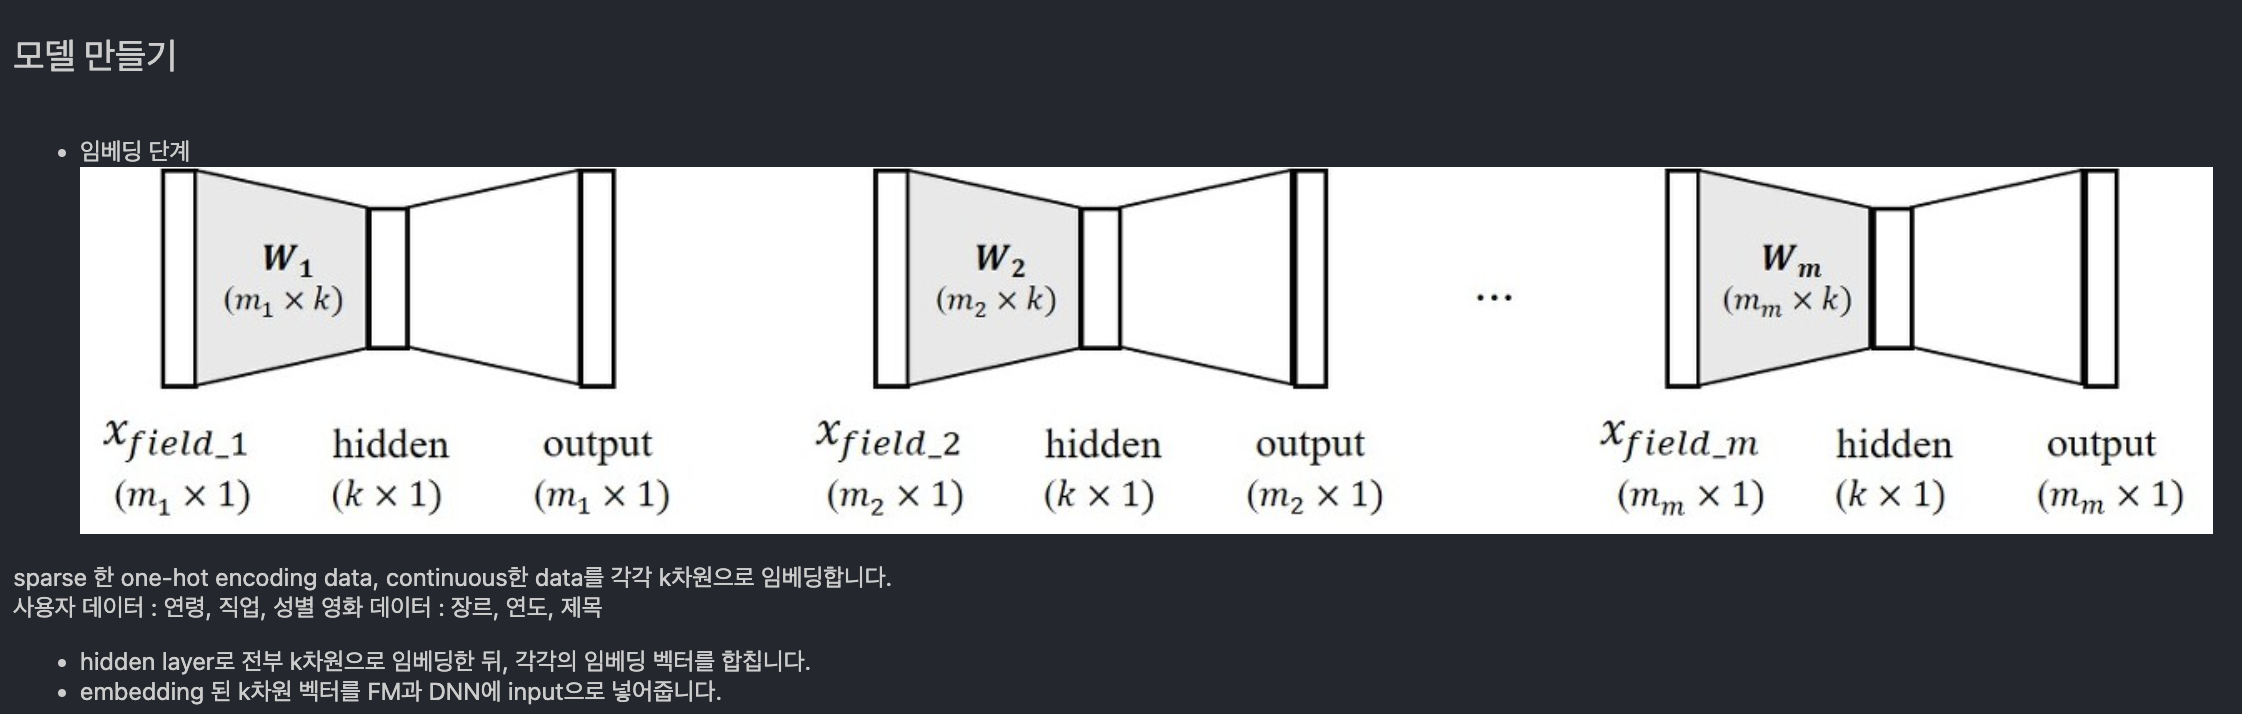 모델 만들기
• 임베딩 단계
W₁ W₂ Wₘ
(m₁ × k) (m₂ × k) ... (mₘ × k)
x_field_1 hidden output x_field_2 hidden output x_field_m hidden output
(m₁ × 1) (k × 1) (m₁ × 1) (m₂ × 1) (k × 1) (m₂ × 1) (mₘ × 1) (k × 1) (mₘ × 1)
sparse 한 one-hot encoding data, continuous한 data를 각각 k차원으로 임베딩합니다.
사용자 데이터 : 연령, 직업, 성별 영화 데이터 : 장르, 연도, 제목
• hidden layer로 전부 k차원으로 임베딩한 뒤, 각각의 임베딩 벡터를 합칩니다.
• embedding 된 k차원 벡터를 FM과 DNN에 input으로 넣어줍니다.